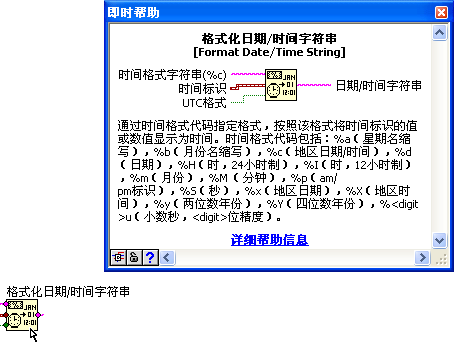 即时帮助
格式化日期/时间字符串
[Format Date/Time String]
时间格式字符串(%c)
时间标识
UTC格式
日期/时间字符串
JAN
01
12:01
通过时间格式代码指定格式，按照该格式将时间标识的值
或数值显示为时间。时间格式代码包括：%a（星期名缩
写），%b（月份名缩写），%c（地区日期/时间），%d
（日期），%H（时，24小时制），%I（时，12小时制）
，%m（月份），%M（分钟），%p（am/
pm标识），%S（秒），%x（地区日期），%X（地区时
间），%y（两位数年份），%Y（四位数年份），%<digit
>u（小数秒，<digit>位精度）。
详细帮助信息
?
格式化日期/时间字符串
JAN
01
12:01